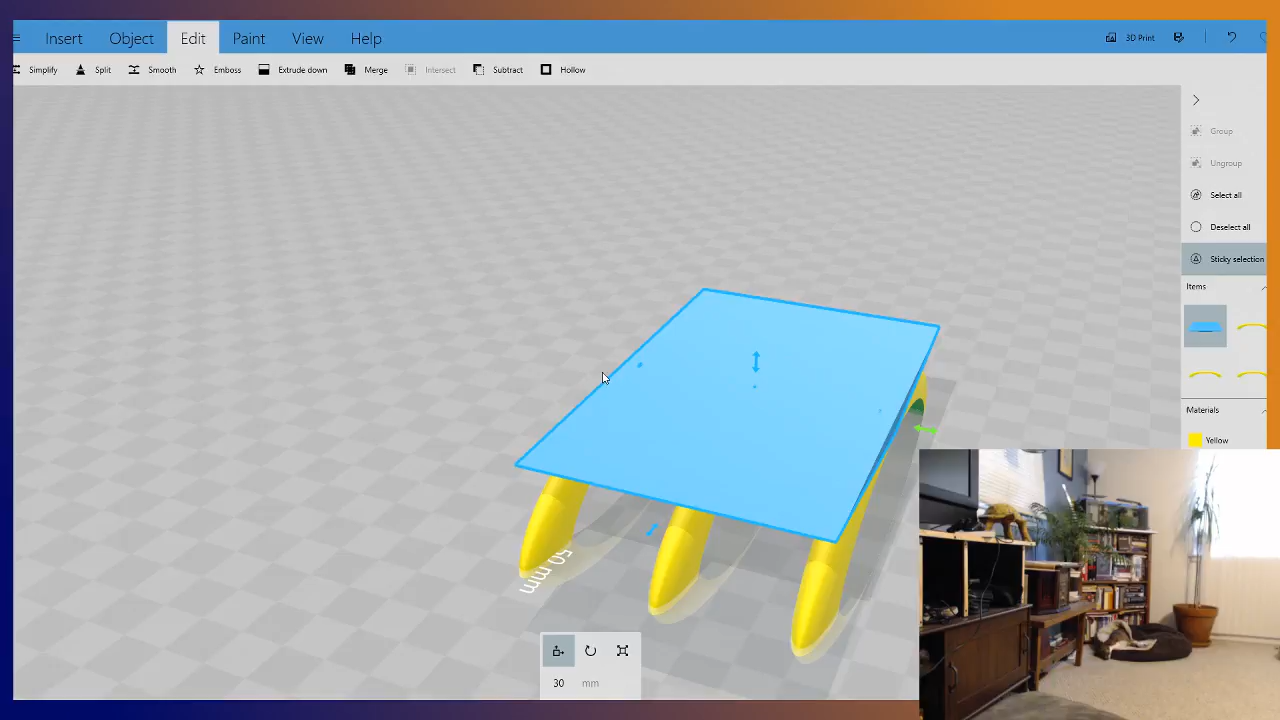 Insert Object Edit Paint View Help 3D Print
Simplify Split Smooth Emboss Extrude down Merge Intersect Subtract Hollow
Group
Ungroup
Select all
Deselect all
Sticky selection
Items
Materials
Yellow
50 mm
30 mm